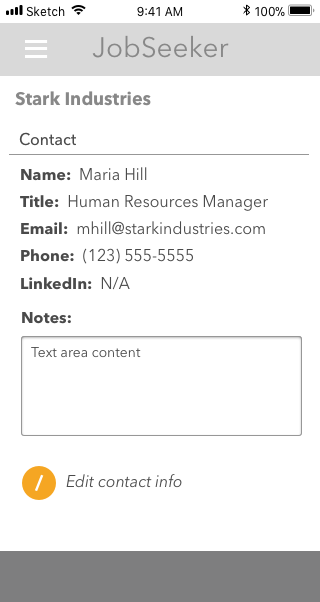 Sketch 9:41 AM 100%
JobSeeker
Stark Industries
Contact
Name: Maria Hill
Title: Human Resources Manager
Email: mhill@starkindustries.com
Phone: (123) 555-5555
LinkedIn: N/A
Notes:
Text area content
Edit contact info